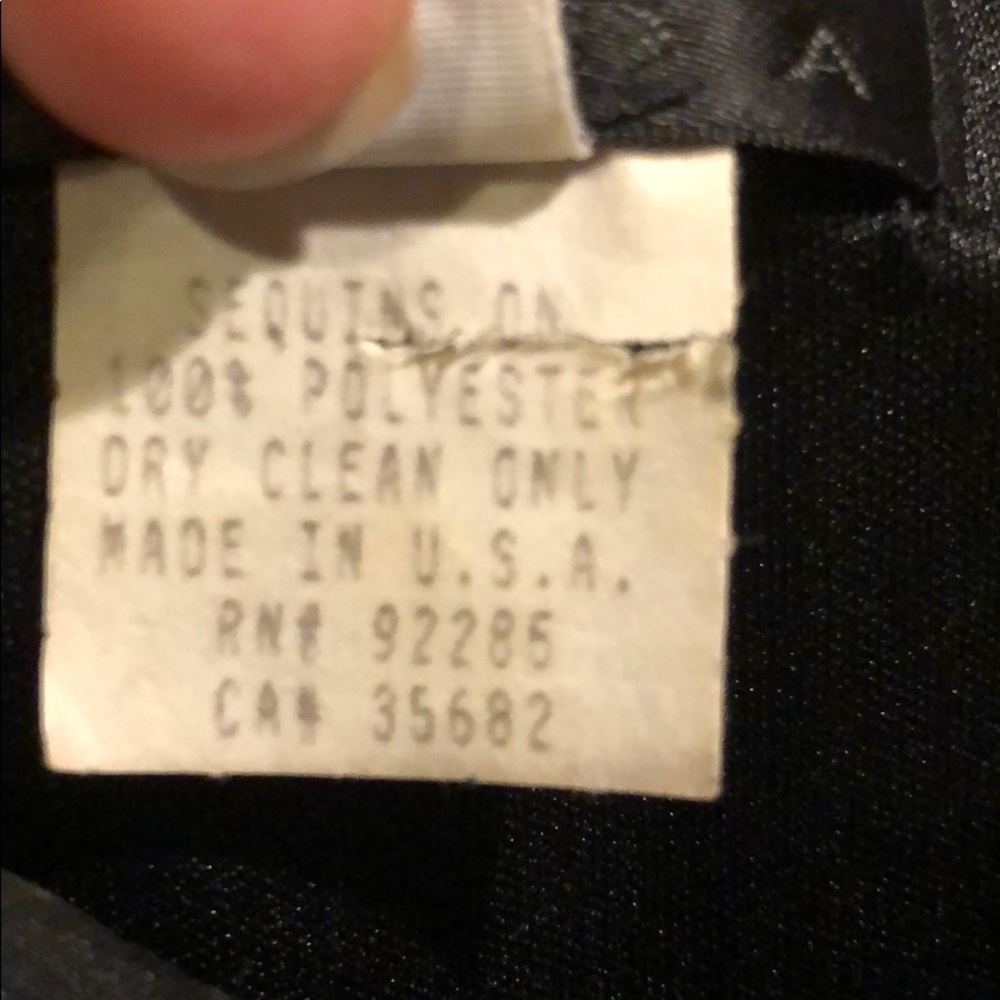 A
SEQUINS ON
100% POLYESTER
DRY CLEAN ONLY
MADE IN U.S.A.
RN# 92285
CA# 35682